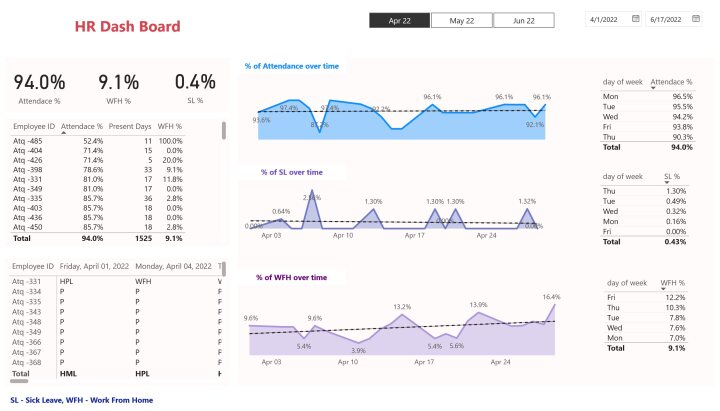 HR Dash Board
Apr 22
May 22
Jun 22
4/1/2022
6/17/2022
94.0%
Attendace %
9.1%
WFH %
0.4%
SL %
Employee ID Attendace % Present Days WFH %
Atq -485 52.4% 11 100.0%
Atq -404 71.4% 15 0.0%
Atq -426 71.4% 5 20.0%
Atq -398 78.6% 33 9.1%
Atq -331 81.0% 17 11.8%
Atq -349 81.0% 17 0.0%
Atq -335 85.7% 36 2.8%
Atq -403 85.7% 18 0.0%
Atq -436 85.7% 18 0.0%
Atq -450 85.7% 18 2.8%
Total 94.0% 1525 9.1%
Employee ID Friday, April 01, 2022 Monday, April 04, 2022
Atq -331 HPL WFH
Atq -334 P P P
Atq -335 P P P
Atq -343 P P P
Atq -348 P P P
Atq -349 P P P
Atq -366 P P P
Atq -367 P P P
Atq -368 P P F
Total HML HPL
% of Attendance over time
93.6%
97.4%
97.4%
92.2%
96.1%
96.1%
92.1%
96.1%
% of SL over time
0.00%
0.64%
1.30%
1.30%
1.30%
1.32%
Apr 03
Apr 10
Apr 17
Apr 24
% of WFH over time
9.6%
5.4%
9.6%
3.9%
13.2%
5.4%
5.6%
13.9%
16.4%
Apr 03
Apr 10
Apr 17
Apr 24
day of week Attendace %
Mon 96.5%
Tue 95.5%
Wed 94.2%
Fri 93.8%
Thu 90.3%
Total 94.0%
day of week SL %
Thu 1.30%
Tue 0.49%
Wed 0.32%
Mon 0.16%
Fri 0.00%
Total 0.43%
day of week WFH %
Fri 12.2%
Thu 10.3%
Tue 7.8%
Wed 7.6%
Mon 7.0%
Total 9.1%
SL - Sick Leave, WFH - Work From Home